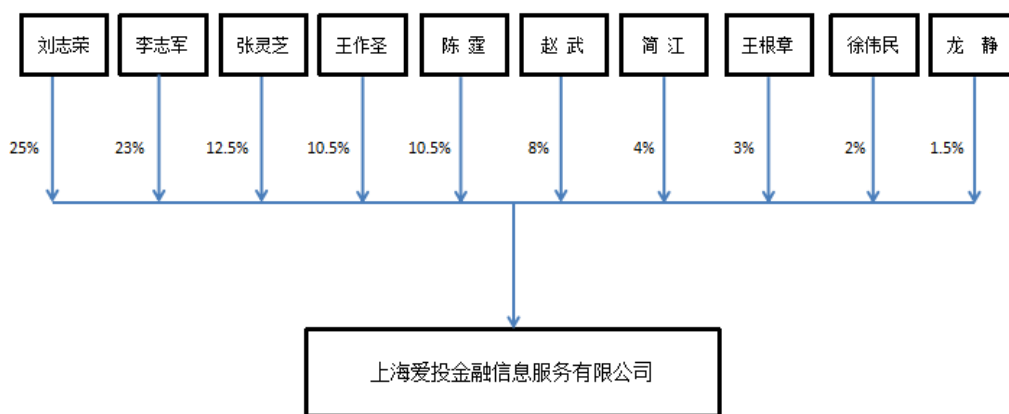 刘志荣 李志军 张灵芝 王作圣 陈 霆 赵 武 简 江 王根章 徐伟民 龙 静
25% 23% 12.5% 10.5% 10.5% 8% 4% 3% 2% 1.5%
上海爱投金融信息服务有限公司